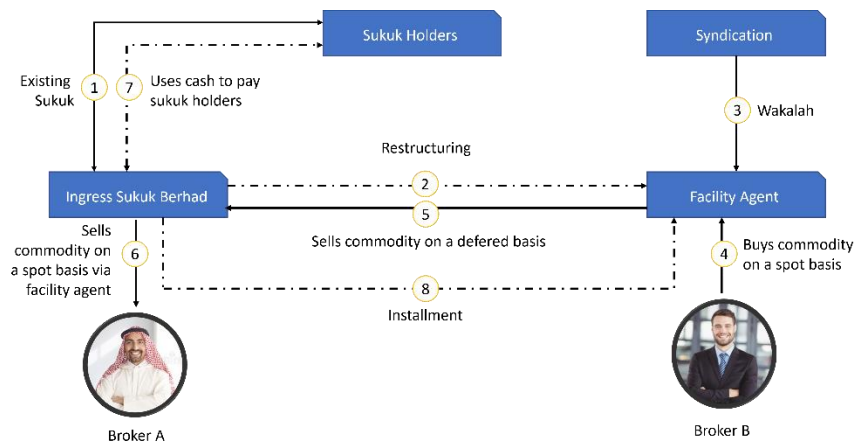 Sukuk Holders
Syndication
Existing
Sukuk
1
7
Uses cash to pay
sukuk holders
3
Wakalah
Restructuring
Ingress Sukuk Berhad
2
Facility Agent
5
Sells commodity on a defered basis
Sells
commodity on
a spot basis via
facility agent
6
4
Buys commodity
on a spot basis
8
Installment
Broker A
Broker B